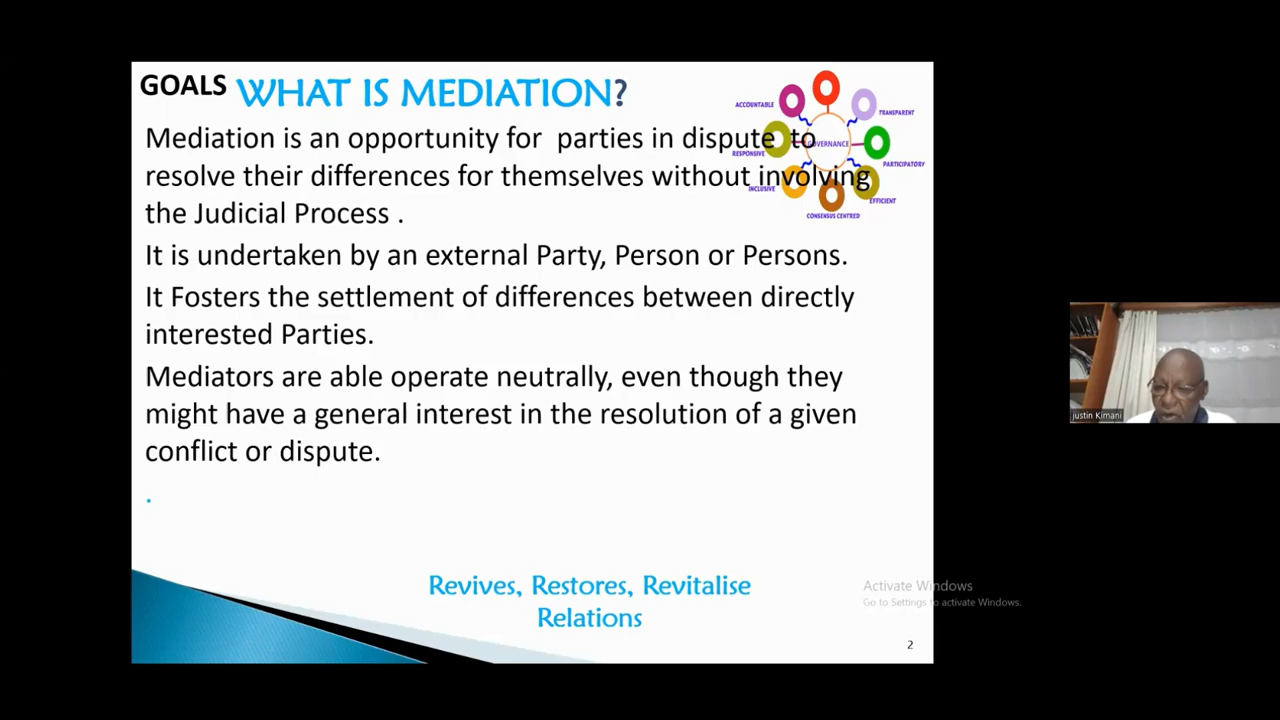 GOALS WHAT IS MEDIATION?
Mediation is an opportunity for parties in dispute to
resolve their differences for themselves without involving
the Judicial Process .
It is undertaken by an external Party, Person or Persons.
It Fosters the settlement of differences between directly
interested Parties.
Mediators are able operate neutrally, even though they
might have a general interest in the resolution of a given
conflict or dispute.
.
Revives, Restores, Revitalise
Relations
2
ACCOUNTABLE
TRANSPARENT
RESPONSIVE
GOVERNANCE
PARTICIPATORY
INCLUSIVE
EFFICIENT
CONSENSUS CENTRED
justin Kimani
Activate Windows
Go to Settings to activate Windows.